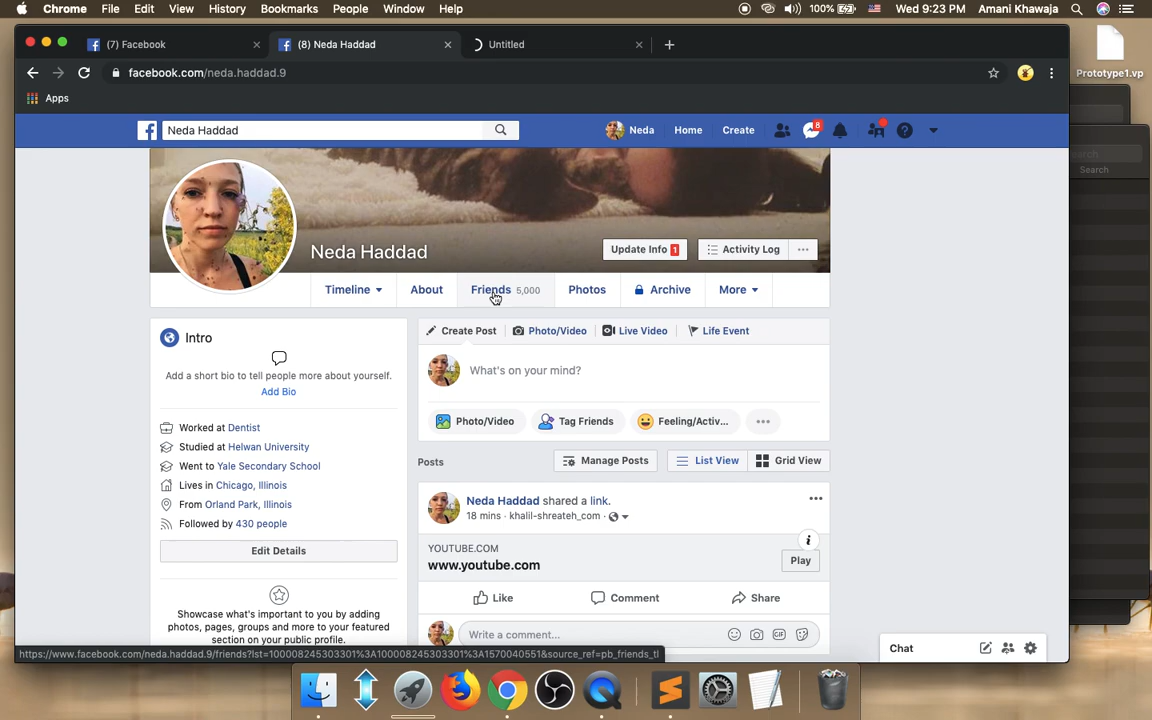 Chrome File Edit View History Bookmarks People Window Help 100% Wed 9:23 PM Amani Khawaja
(7) Facebook (8) Neda Haddad Untitled
Prototype1.vp
facebook.com/neda.haddad.9
Apps
Neda Haddad Neda Home Create 8
Search
Neda Haddad Update Info 1 Activity Log
Timeline About Friends 5,000 Photos Archive More
Intro
Add a short bio to tell people more about yourself.
Add Bio
Worked at Dentist
Studied at Helwan University
Went to Yale Secondary School
Lives in Chicago, Illinois
From Orland Park, Illinois
Followed by 430 people
Edit Details
Showcase what's important to you by adding
photos, pages, groups and more to your featured
section on your public profile.
Create Post Photo/Video Live Video Life Event
What's on your mind?
Photo/Video Tag Friends Feeling/Activ...
Posts Manage Posts List View Grid View
Neda Haddad shared a link.
18 mins · khalil-shreateh_com ·
YOUTUBE.COM
www.youtube.com
Play
Like Comment Share
Write a comment...
GIF
Chat
https://www.facebook.com/neda.haddad.9/friends?lst=100008245303301%3A100008245303301%3A1570040551&source_ref=pb_friends_tl